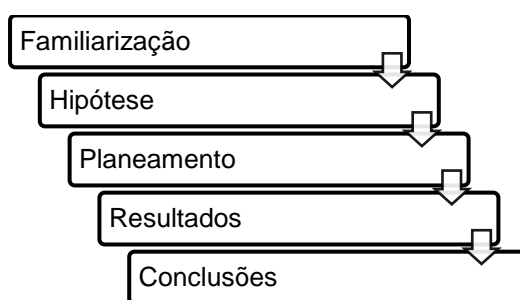 Familiarização
Hipótese
Planeamento
Resultados
Conclusões